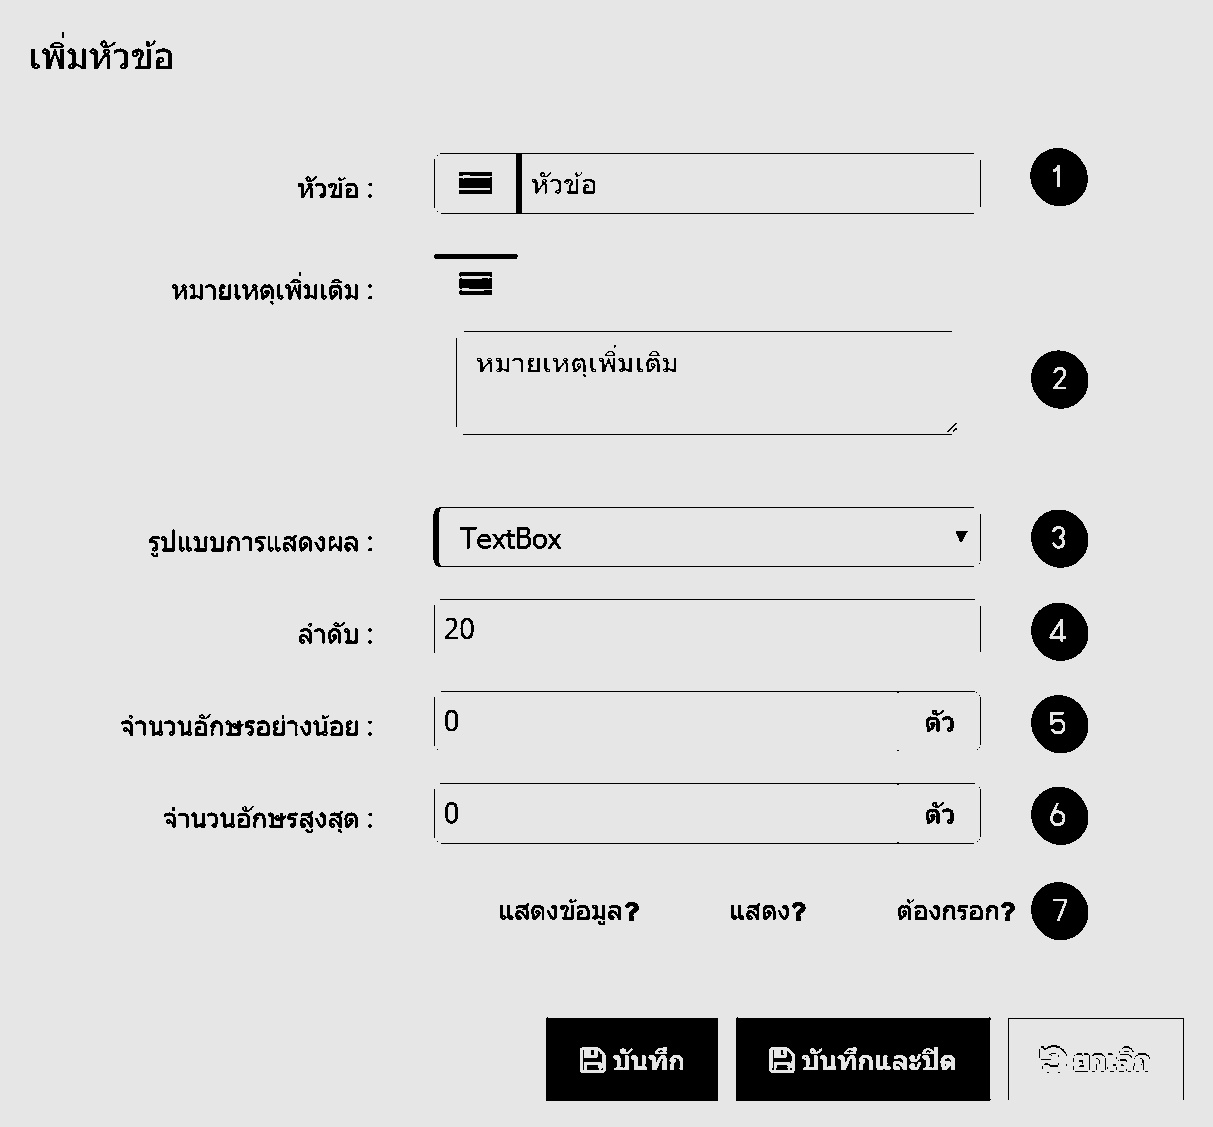 เพิ่มหัวข้อ
หัวข้อ : หัวข้อ 1
หมายเหตุเพิ่มเติม :
หมายเหตุเพิ่มเติม 2
รูปแบบการแสดงผล : TextBox 3
ลำดับ : 20 4
จำนวนอักษรอย่างน้อย : 0 ตัว 5
จำนวนอักษรสูงสุด : 0 ตัว 6
แสดงข้อมูล? แสดง? ต้องกรอก? 7
บันทึก บันทึกและปิด ยกเลิก